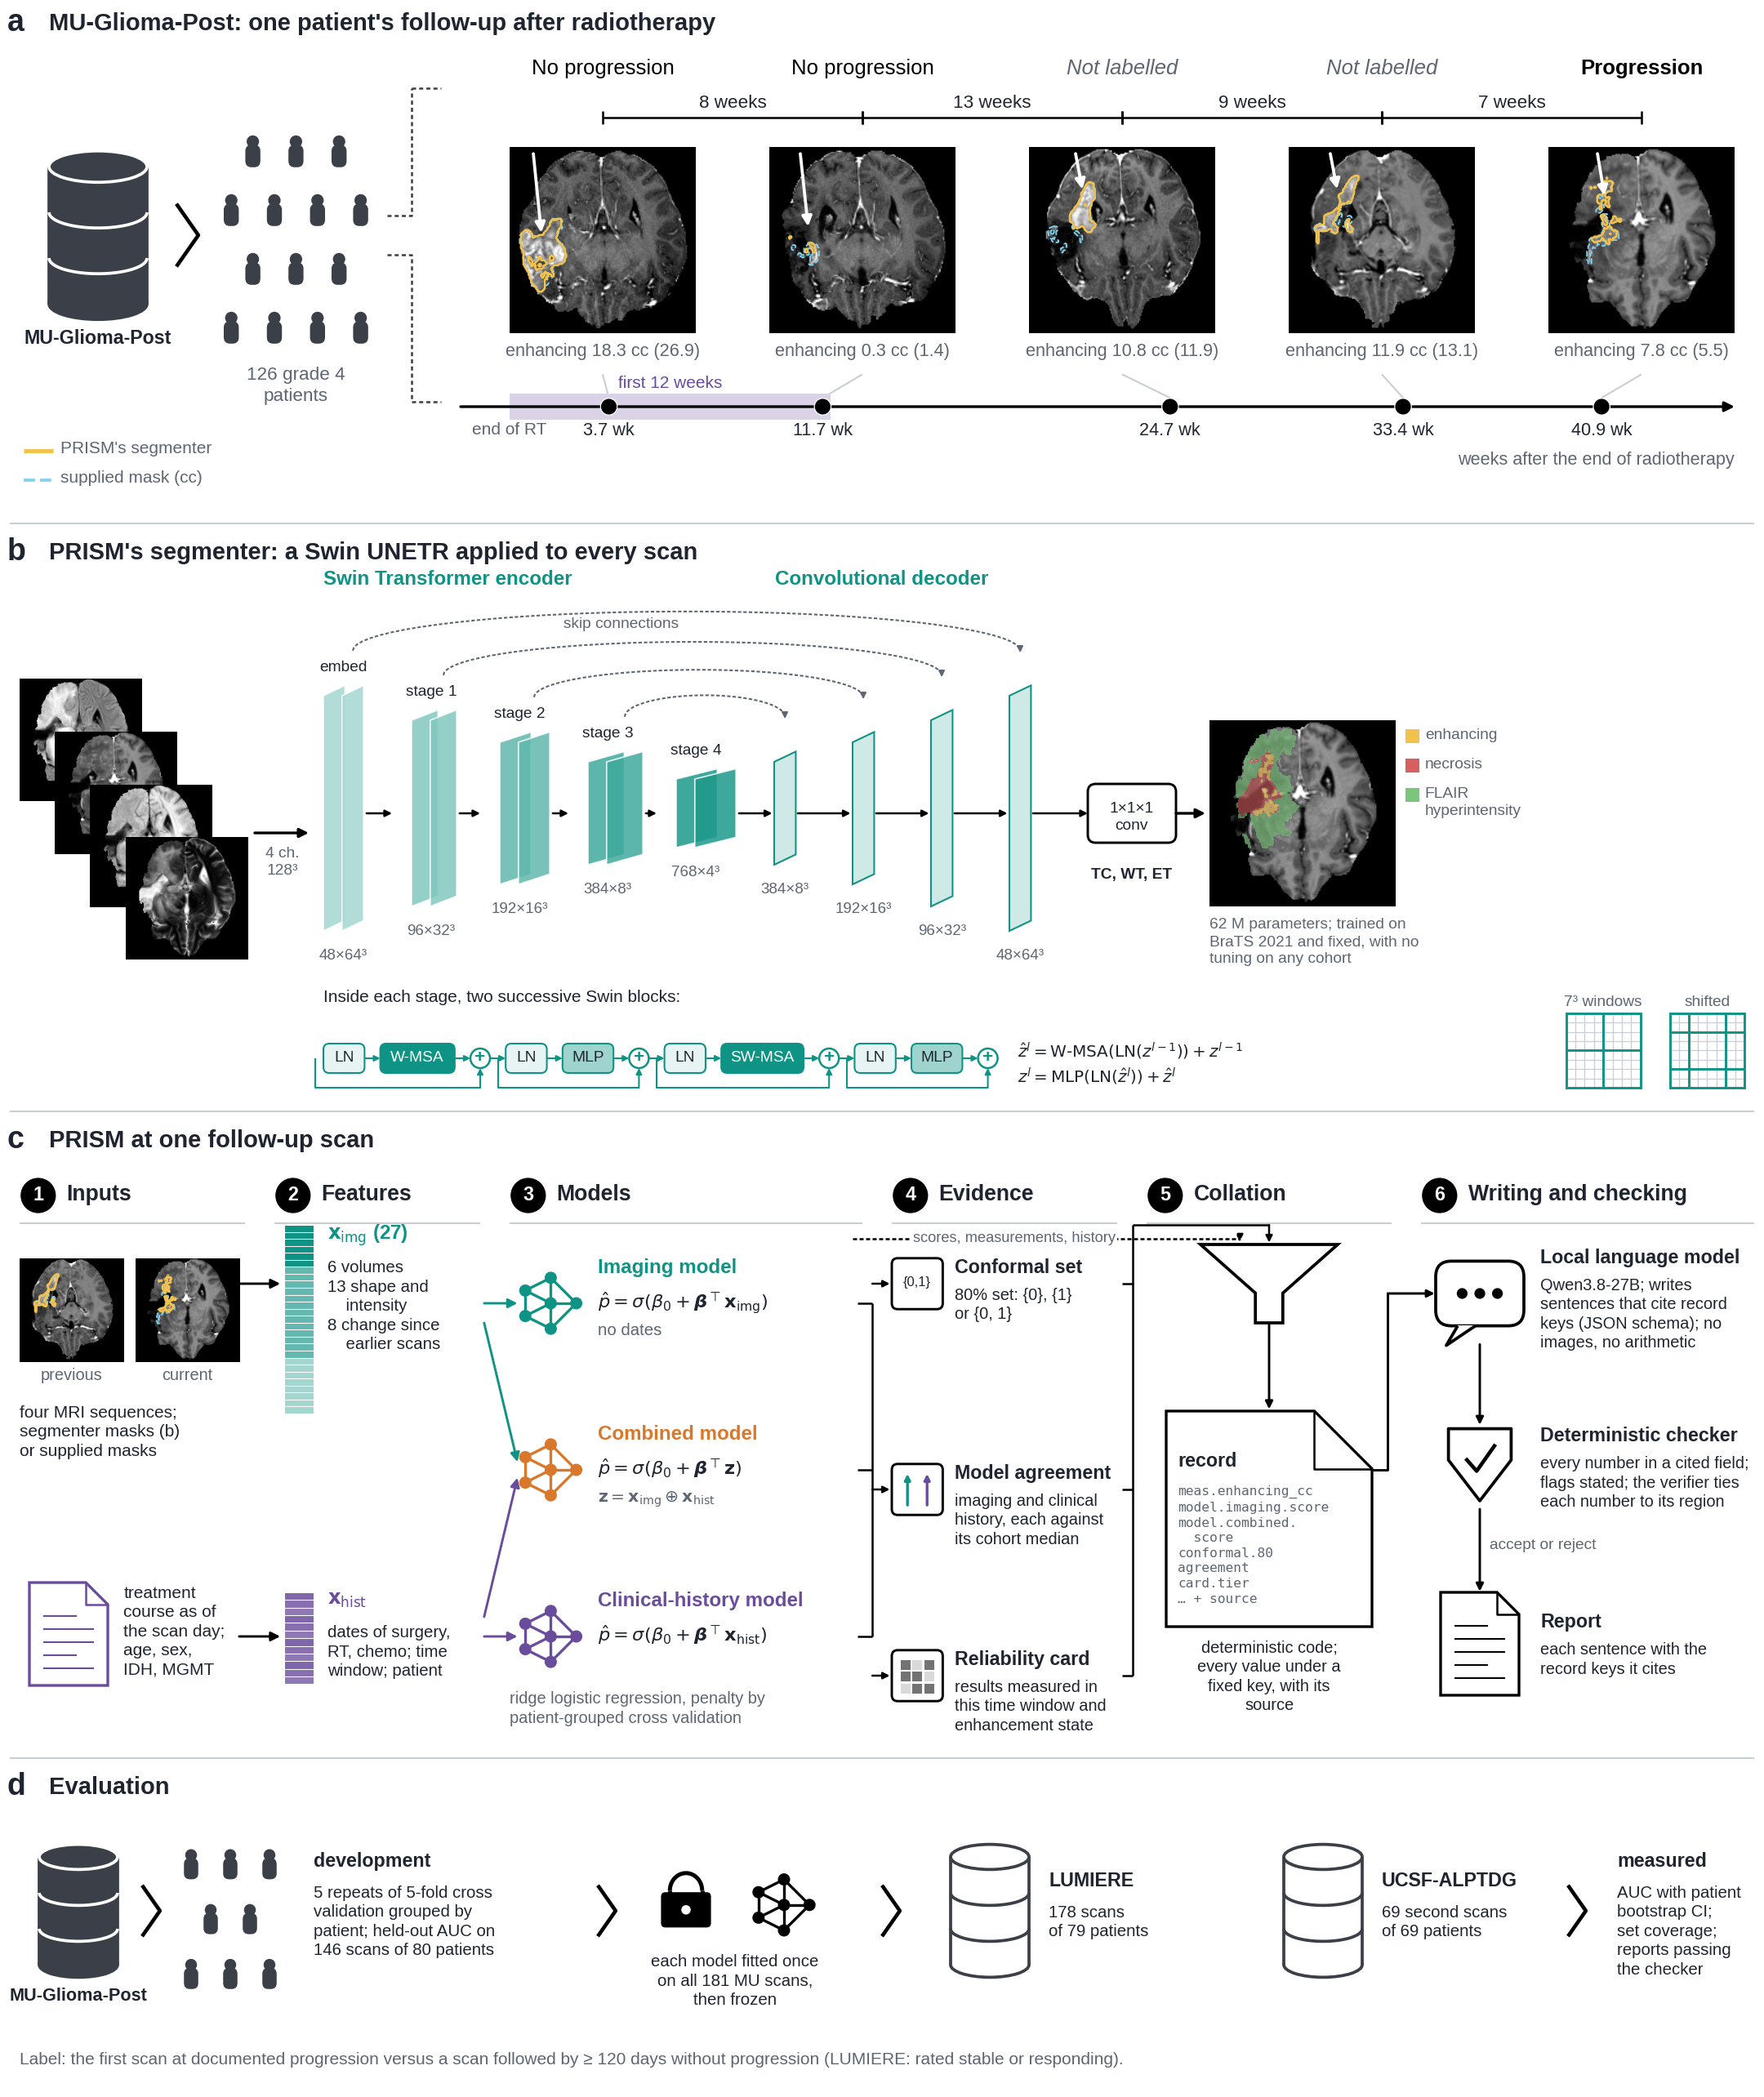 a MU-Glioma-Post: one patient's follow-up after radiotherapy
No progression
No progression
Not labelled
Not labelled
Progression
8 weeks
13 weeks
9 weeks
7 weeks
MU-Glioma-Post
126 grade 4
patients
enhancing 18.3 cc (26.9)
enhancing 0.3 cc (1.4)
enhancing 10.8 cc (11.9)
enhancing 11.9 cc (13.1)
enhancing 7.8 cc (5.5)
first 12 weeks
end of RT
3.7 wk
11.7 wk
24.7 wk
33.4 wk
40.9 wk
weeks after the end of radiotherapy
PRISM's segmenter
supplied mask (cc)
b PRISM's segmenter: a Swin UNETR applied to every scan
Swin Transformer encoder
Convolutional decoder
skip connections
embed
stage 1
stage 2
stage 3
stage 4
4 ch.
128³
48×64³
96×32³
192×16³
384×8³
768×4³
384×8³
192×16³
96×32³
48×64³
1×1×1
conv
TC, WT, ET
enhancing
necrosis
FLAIR
hyperintensity
62 M parameters; trained on
BraTS 2021 and fixed, with no
tuning on any cohort
Inside each stage, two successive Swin blocks:
LN W-MSA + LN MLP + LN SW-MSA + LN MLP +
ẑ^l = W-MSA(LN(z^{l−1})) + z^{l−1}
z^l = MLP(LN(ẑ^l)) + ẑ^l
7³ windows
shifted
c PRISM at one follow-up scan
1 Inputs
2 Features
3 Models
4 Evidence
5 Collation
6 Writing and checking
previous
current
four MRI sequences;
segmenter masks (b)
or supplied masks
treatment
course as of
the scan day;
age, sex,
IDH, MGMT
x_img (27)
6 volumes
13 shape and
intensity
8 change since
earlier scans
x_hist
dates of surgery,
RT, chemo; time
window; patient
Imaging model
p̂ = σ(β₀ + β^⊤ x_img)
no dates
Combined model
p̂ = σ(β₀ + β^⊤ z)
z = x_img ⊕ x_hist
Clinical-history model
p̂ = σ(β₀ + β^⊤ x_hist)
ridge logistic regression, penalty by
patient-grouped cross validation
scores, measurements, history
{0,1}
Conformal set
80% set: {0}, {1}
or {0, 1}
Model agreement
imaging and clinical
history, each against
its cohort median
Reliability card
results measured in
this time window and
enhancement state
record
meas.enhancing_cc
model.imaging.score
model.combined.
score
conformal.80
agreement
card.tier
… + source
deterministic code;
every value under a
fixed key, with its
source
Local language model
Qwen3.8-27B; writes
sentences that cite record
keys (JSON schema); no
images, no arithmetic
Deterministic checker
every number in a cited field;
flags stated; the verifier ties
each number to its region
accept or reject
Report
each sentence with the
record keys it cites
d Evaluation
MU-Glioma-Post
development
5 repeats of 5-fold cross
validation grouped by
patient; held-out AUC on
146 scans of 80 patients
each model fitted once
on all 181 MU scans,
then frozen
LUMIERE
178 scans
of 79 patients
UCSF-ALPTDG
69 second scans
of 69 patients
measured
AUC with patient
bootstrap CI;
set coverage;
reports passing
the checker
Label: the first scan at documented progression versus a scan followed by ≥ 120 days without progression (LUMIERE: rated stable or responding).